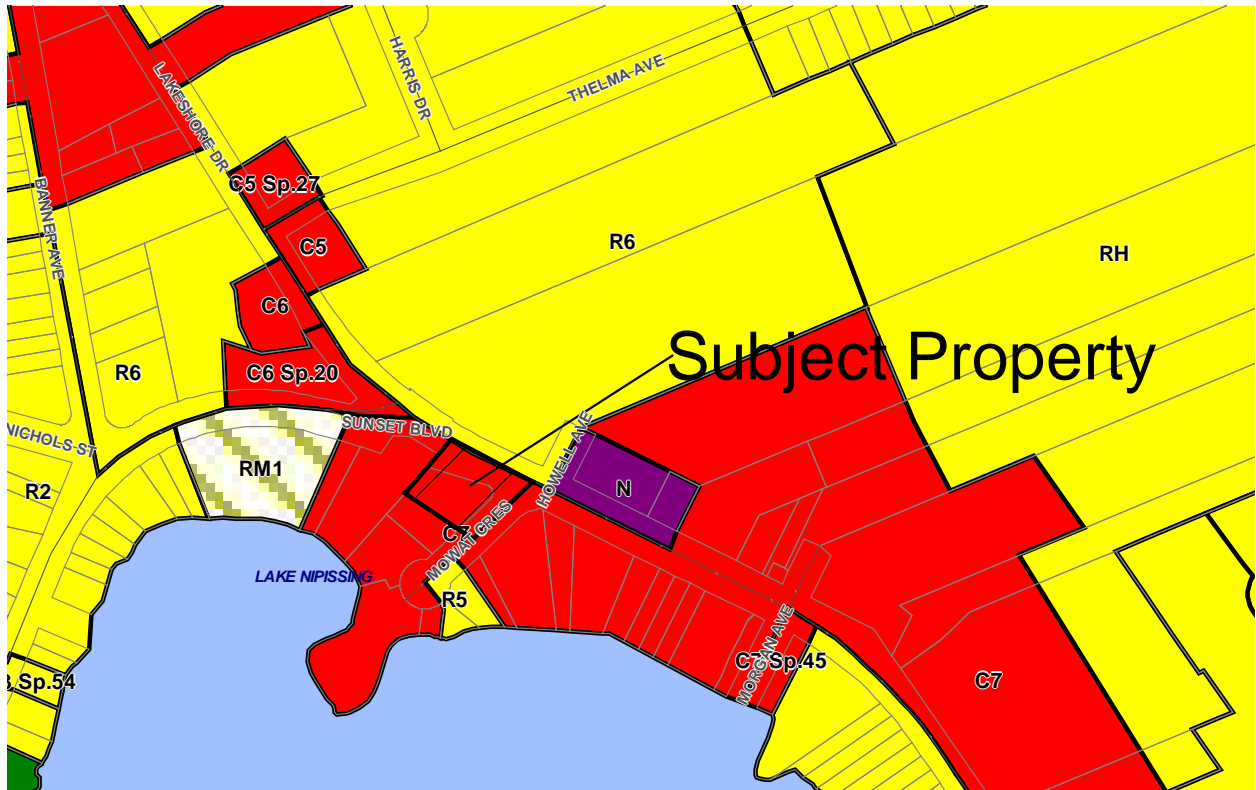 HARRIS DR
THELMA AVE
LAKESHORE DR
C5 Sp.27
BANNER AVE
C5
R6
RH
C6
Subject Property
R6
C6 Sp.20
SUNSET BLVD
NICHOLS ST
HOWELL AVE
RM1
R2
N
C7
MOWAT CRES
LAKE NIPISSING
R5
MORGAN AVE
C7 Sp.45
Sp.54
C7